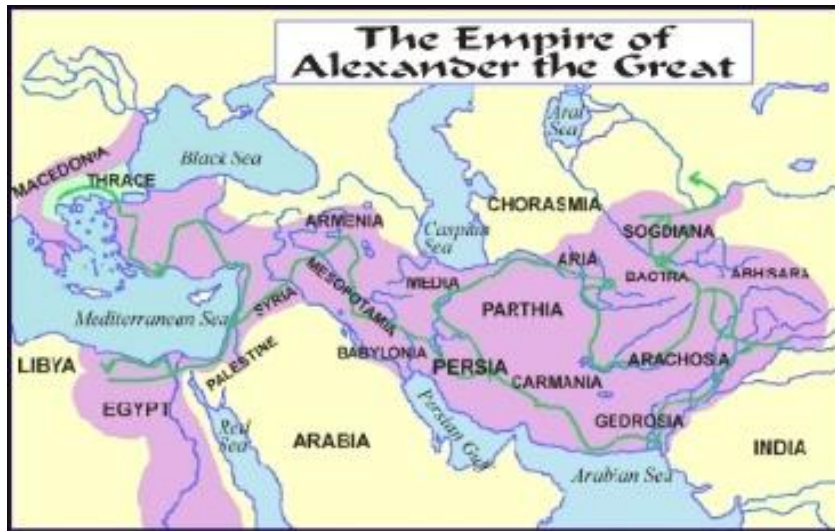 The Empire of
Alexander the Great
Aral
Sea
Black Sea
MACEDONIA
THRACE
CHORASMIA
ARMENIA
Caspian
Sea
SOGDIANA
ARIA
BACTRA
ABHISARA
MEDIA
MESOPOTAMIA
SYRIA
PARTHIA
Mediterranean Sea
BABYLONIA
PERSIA
ARACHOSIA
LIBYA
PALESTINE
CARMANIA
EGYPT
GEDROSIA
Red
Sea
ARABIA
Persian Gulf
INDIA
Arabian Sea